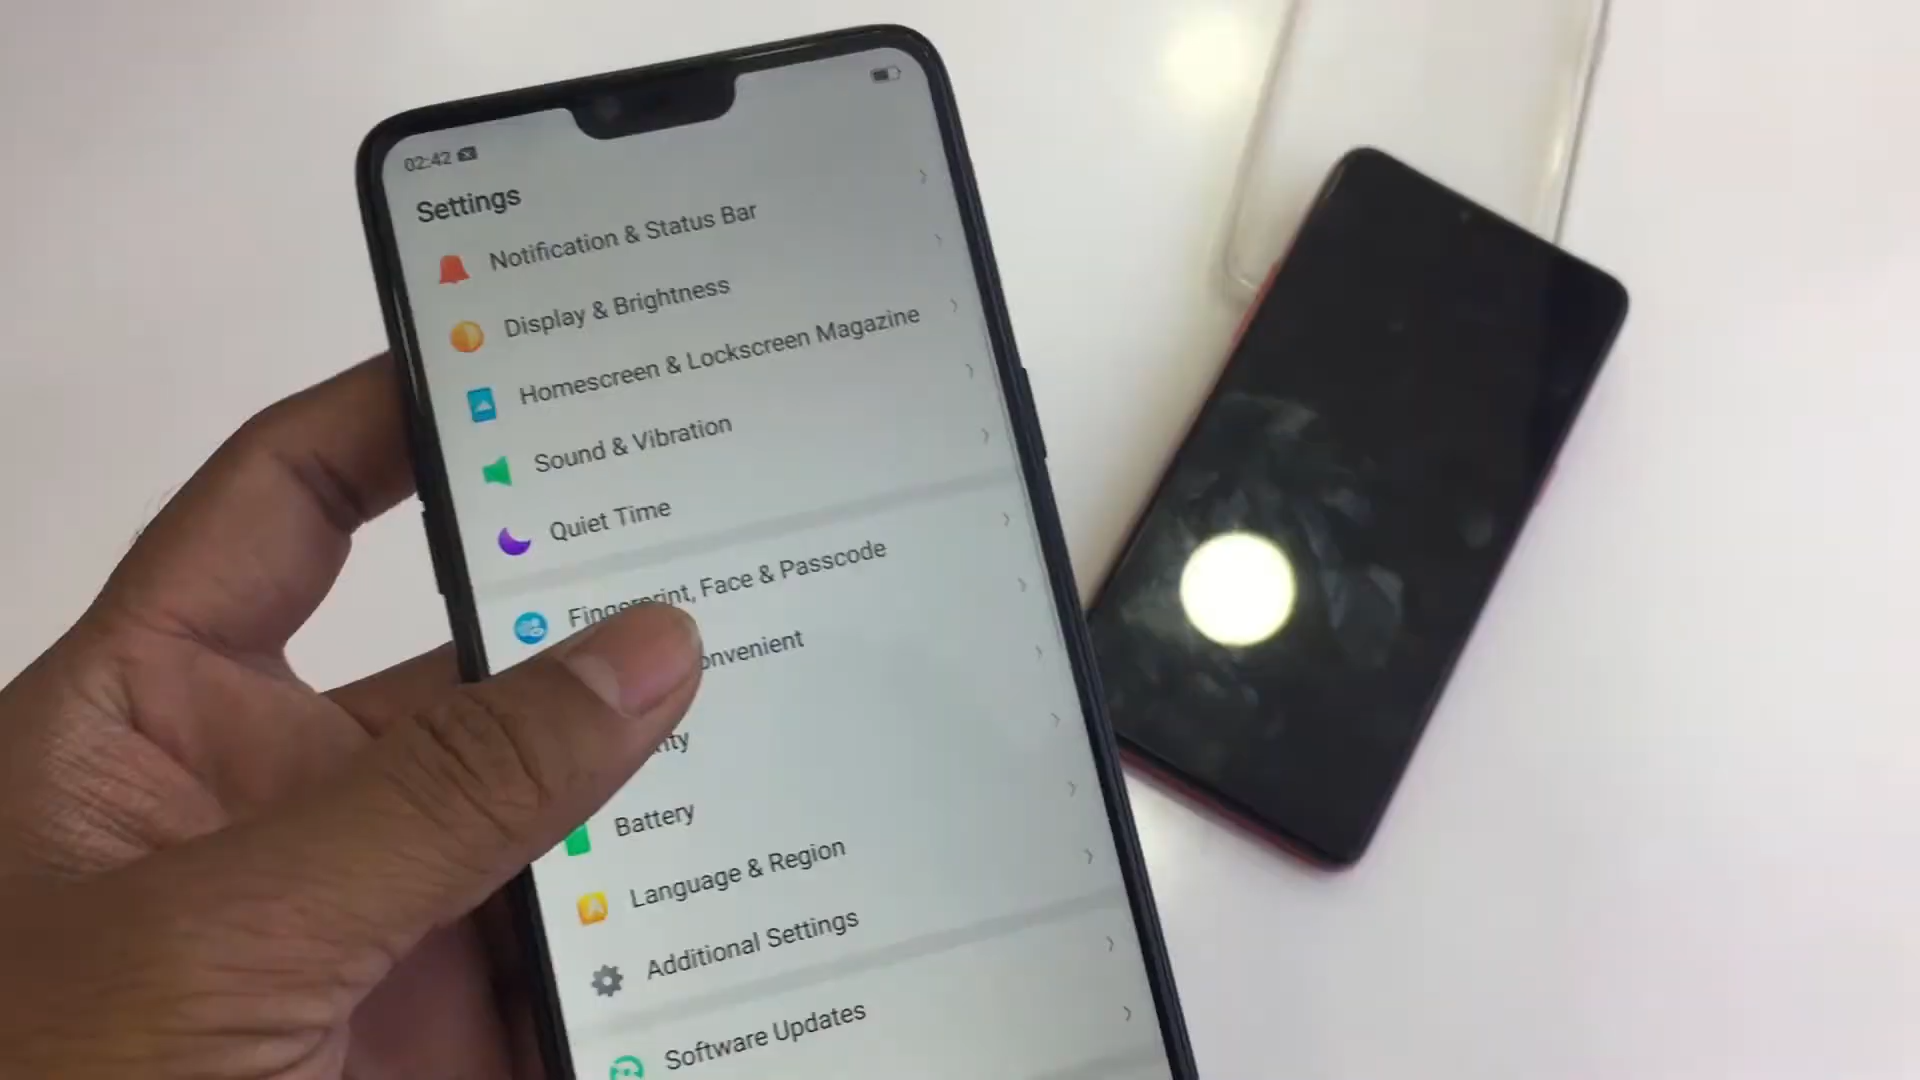 02:42
Settings
Notification & Status Bar
Display & Brightness
Homescreen & Lockscreen Magazine
Sound & Vibration
Quiet Time
Fingerprint, Face & Passcode
Battery
Language & Region
Additional Settings
Software Updates